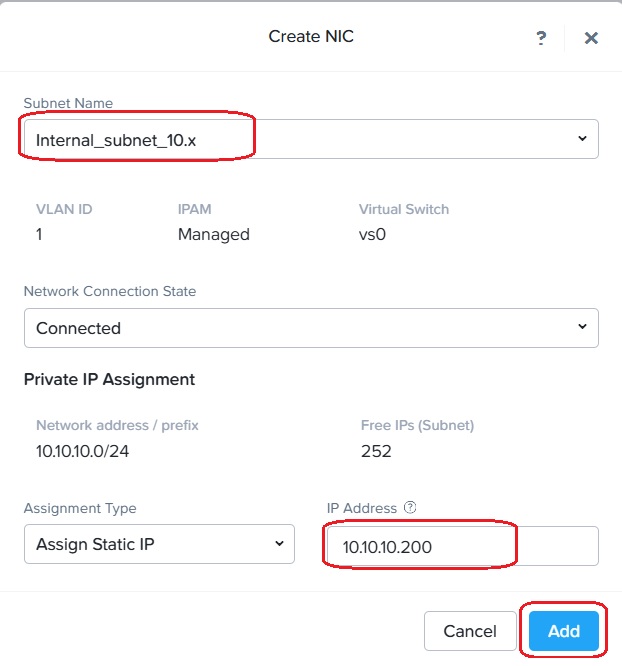 Create NIC ?
Subnet Name
Internal_subnet_10.x
VLAN ID IPAM Virtual Switch
1 Managed vs0
Network Connection State
Connected
Private IP Assignment
Network address / prefix Free IPs (Subnet)
10.10.10.0/24 252
Assignment Type IP Address ?
Assign Static IP 10.10.10.200
Cancel Add